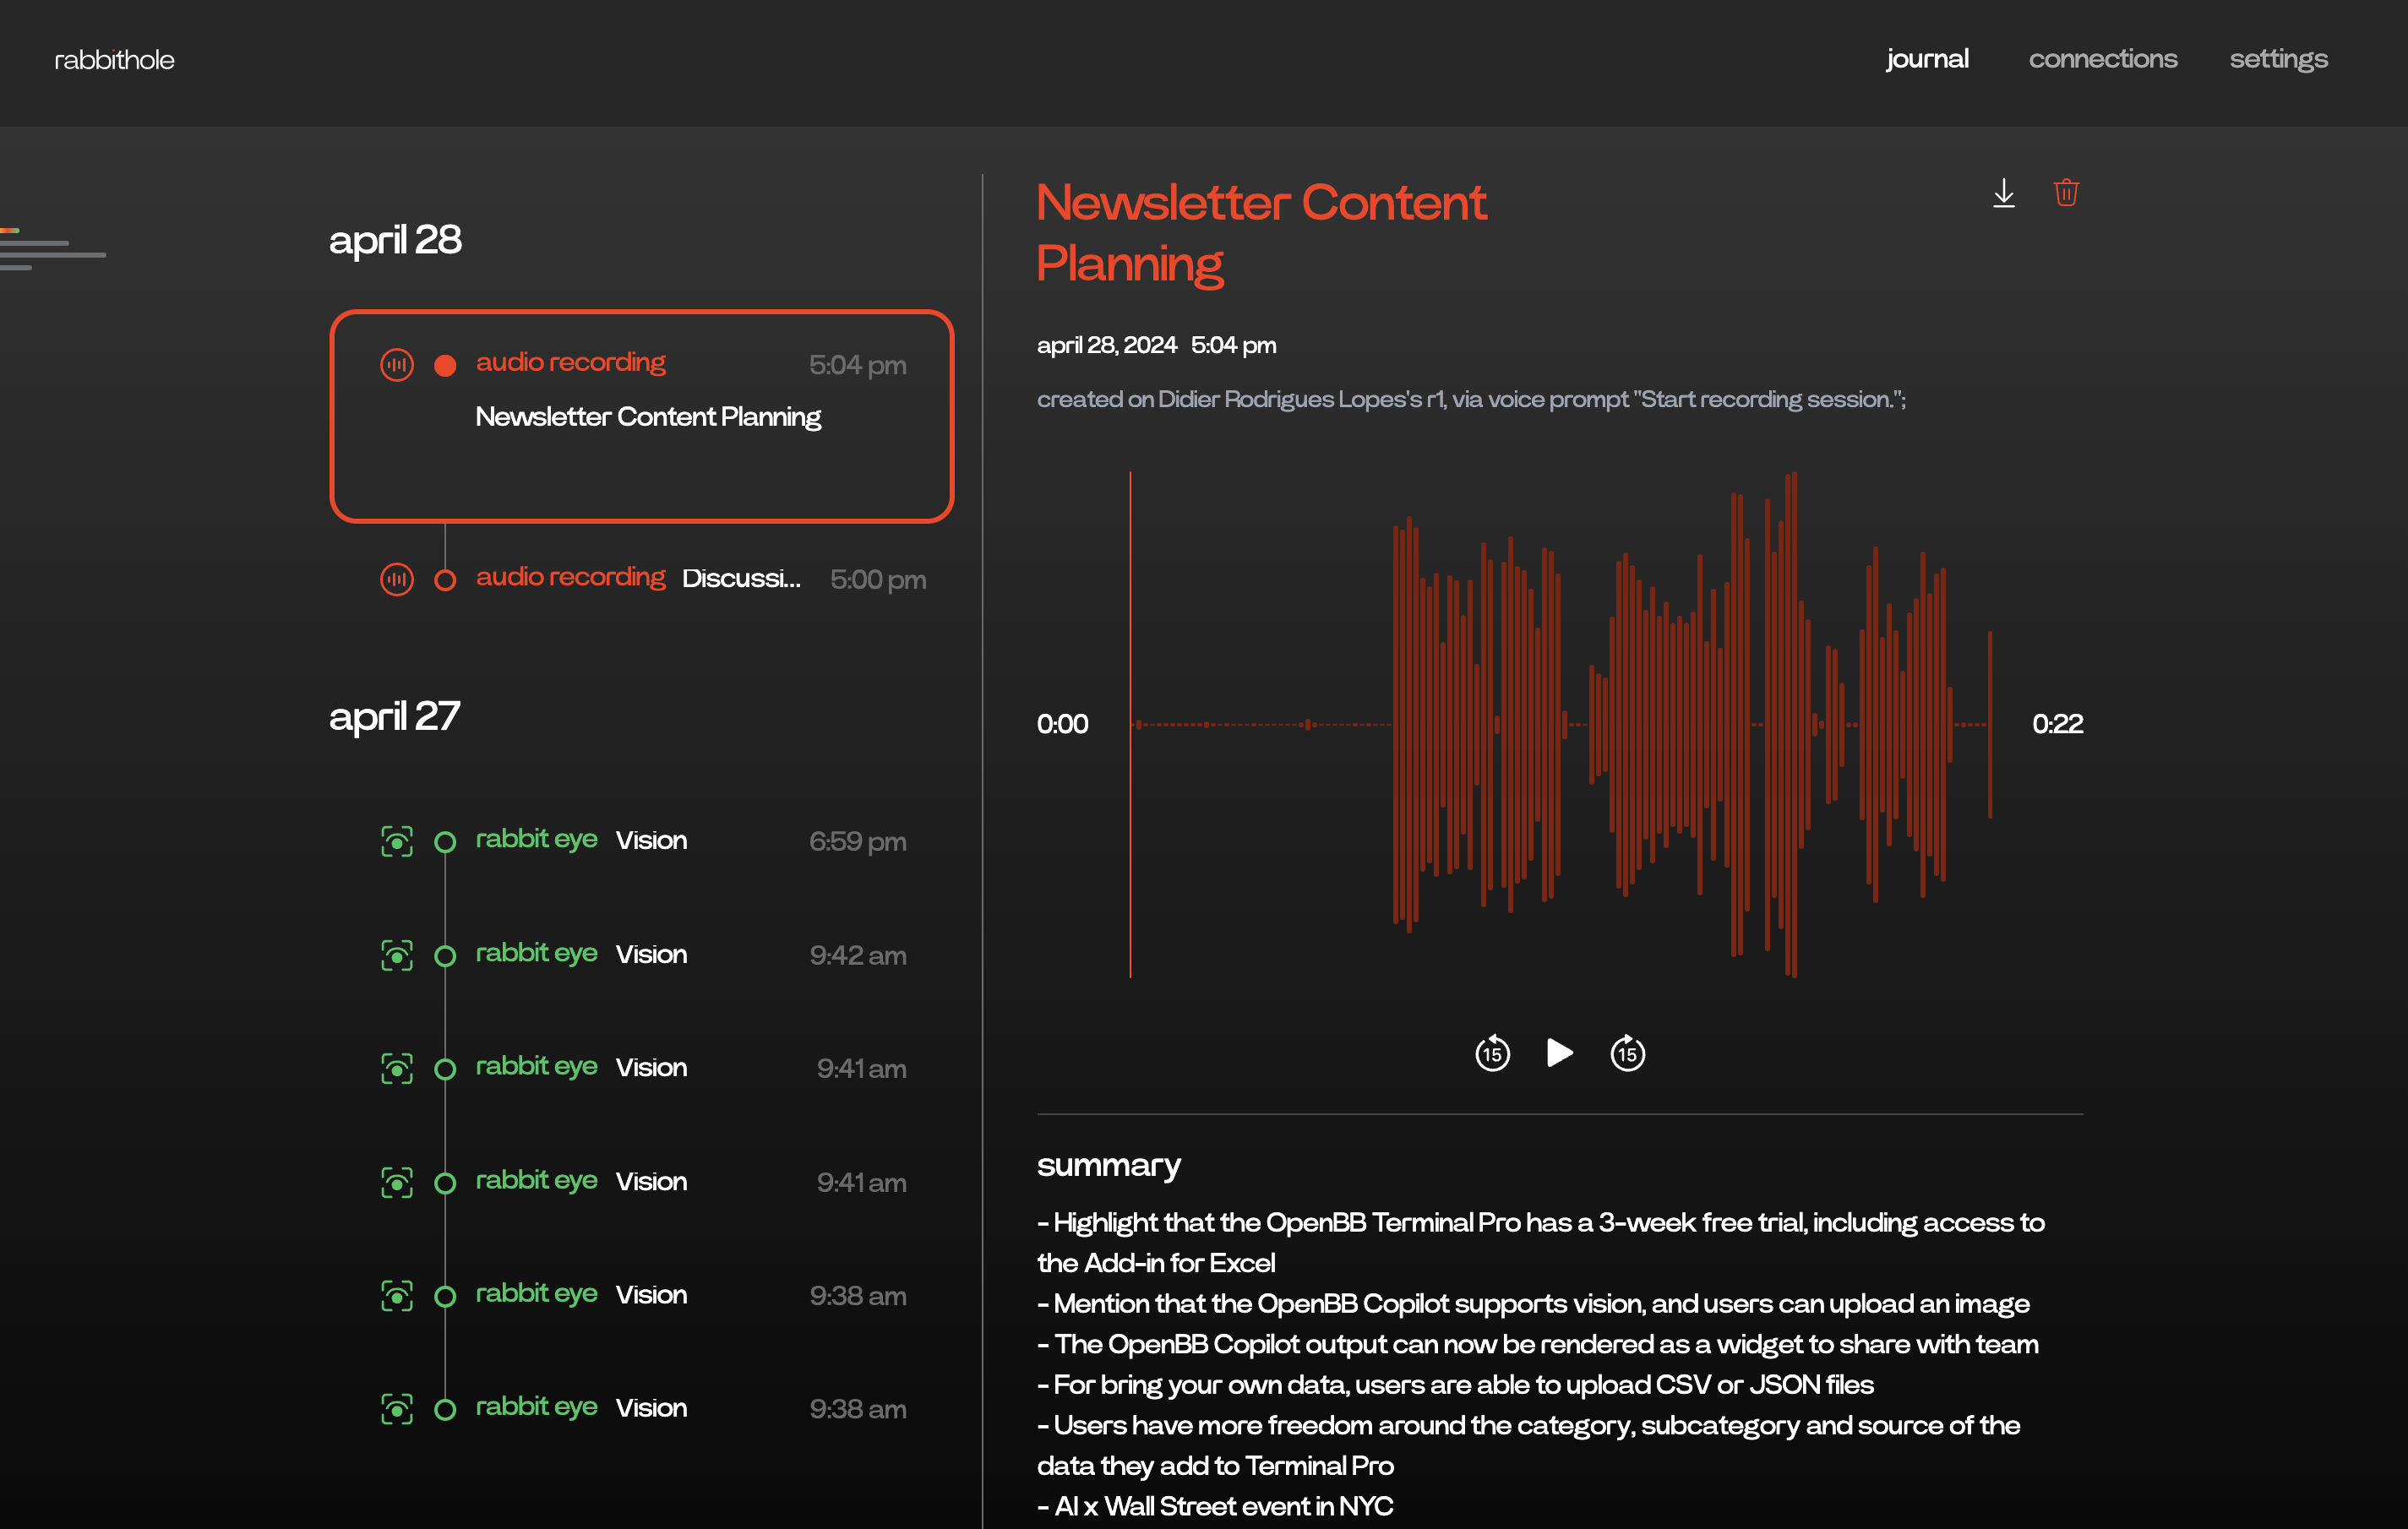 rabbithole
journal
connections
settings
april 28
audio recording
5:04 pm
Newsletter Content Planning
audio recording Discussi... 5:00 pm
april 27
rabbit eye Vision 6:59 pm
rabbit eye Vision 9:42 am
rabbit eye Vision 9:41 am
rabbit eye Vision 9:41 am
rabbit eye Vision 9:38 am
rabbit eye Vision 9:38 am
Newsletter Content
Planning
april 28, 2024 5:04 pm
created on Didier Rodrigues Lopes's r1, via voice prompt "Start recording session.";
0:00
0:22
15
15
summary
- Highlight that the OpenBB Terminal Pro has a 3-week free trial, including access to
the Add-in for Excel
- Mention that the OpenBB Copilot supports vision, and users can upload an image
- The OpenBB Copilot output can now be rendered as a widget to share with team
- For bring your own data, users are able to upload CSV or JSON files
- Users have more freedom around the category, subcategory and source of the
data they add to Terminal Pro
- AI x Wall Street event in NYC